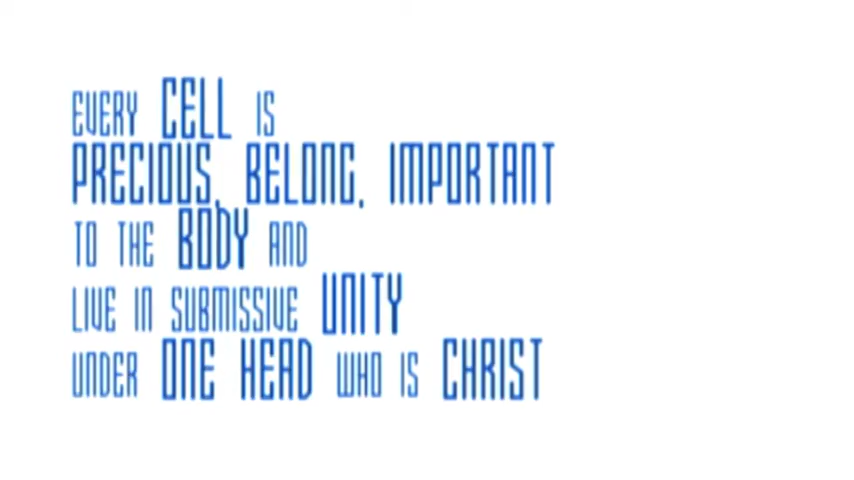 EVERY CELL IS
PRECIOUS, BELONG, IMPORTANT
TO THE BODY AND
LIVE IN SUBMISSIVE UNITY
UNDER ONE HEAD WHO IS CHRIST